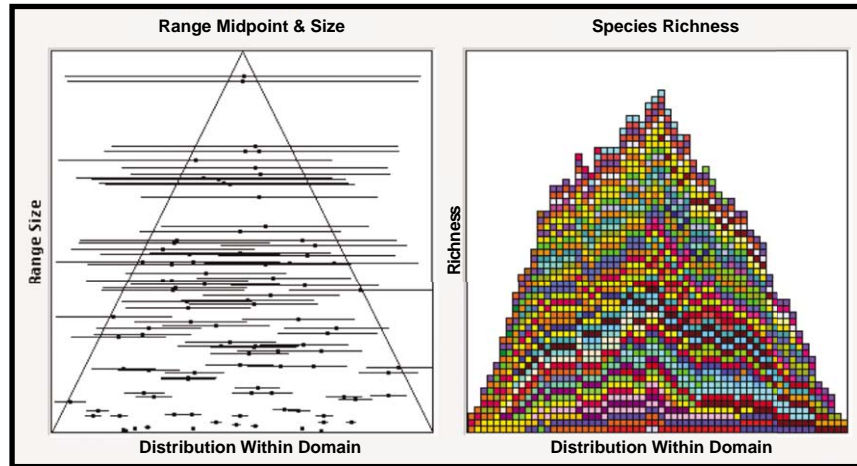 Range Midpoint & Size
Range Size
Distribution Within Domain
Species Richness
Richness
Distribution Within Domain